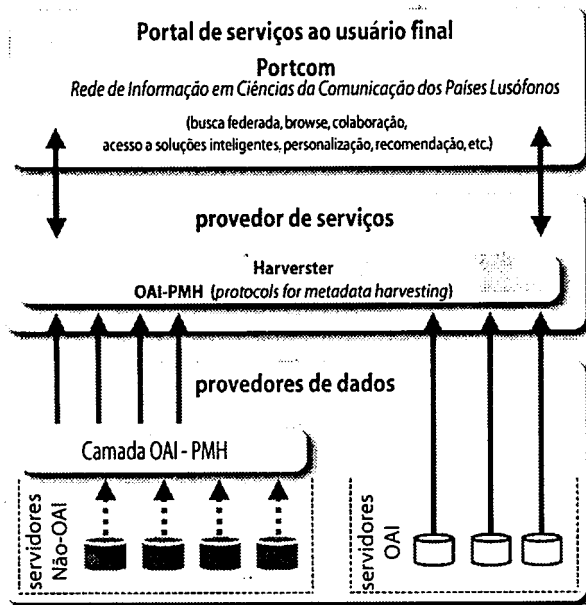 Portal de serviços ao usuário final
Portcom
Rede de Informação em Ciências da Comunicação dos Países Lusófonos
(busca federada, browse, colaboração,
acesso a soluções inteligentes, personalização, recomendação, etc.)
provedor de serviços
Harverster
OAI-PMH (protocols for metadata harvesting)
provedores de dados
Camada OAI - PMH
servidores
Não-OAI
servidores
OAI